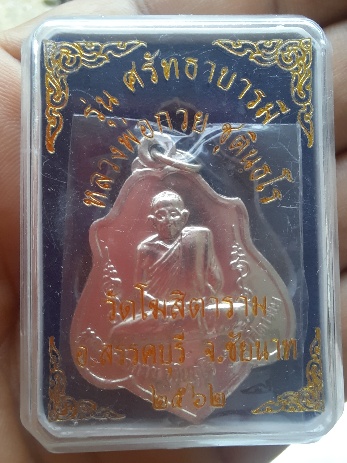 รุ่น ศรัทธาบารมี
หลวงพ่อกวย ชุตินฺธโร
วัดโฆสิตาราม
อ.สรรคบุรี จ.ชัยนาท
๒๕๖๒